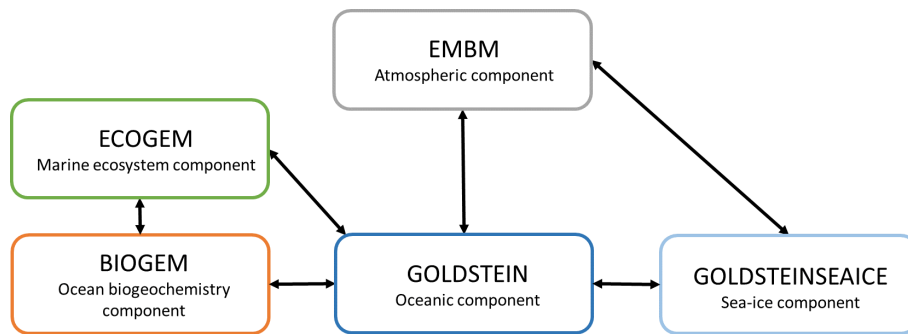 EMBM
Atmospheric component
ECOGEM
Marine ecosystem component
BIOGEM
Ocean biogeochemistry
component
GOLDSTEIN
Oceanic component
GOLDSTEINSEAICE
Sea-ice component